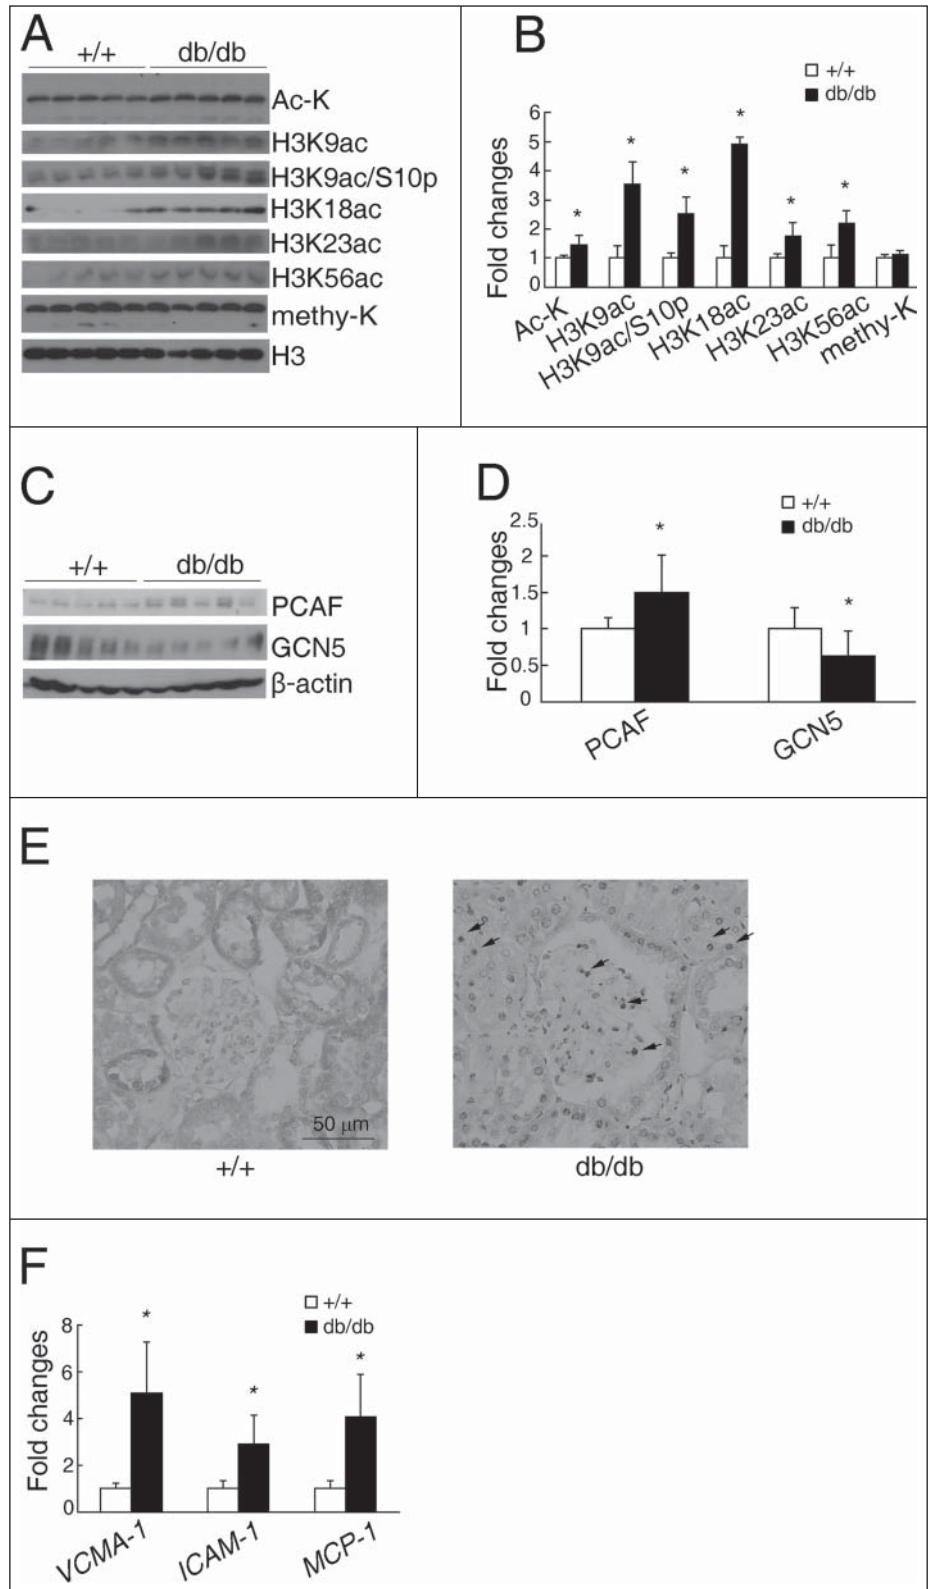 A
+/+ db/db
Ac-K
H3K9ac
H3K9ac/S10p
H3K18ac
H3K23ac
H3K56ac
methy-K
H3
B
+/+
db/db
Fold changes
6
5
4
3
2
1
0
* * * * * *
Ac-K H3K9ac H3K9ac/S10p H3K18ac H3K23ac H3K56ac methy-K
C
+/+ db/db
PCAF
GCN5
β-actin
D
+/+
db/db
Fold changes
2.5
2
1.5
1
0.5
0
* *
PCAF GCN5
E
50 μm
+/+ db/db
F
+/+
db/db
Fold changes
8
6
4
2
0
* * *
VCMA-1 ICAM-1 MCP-1